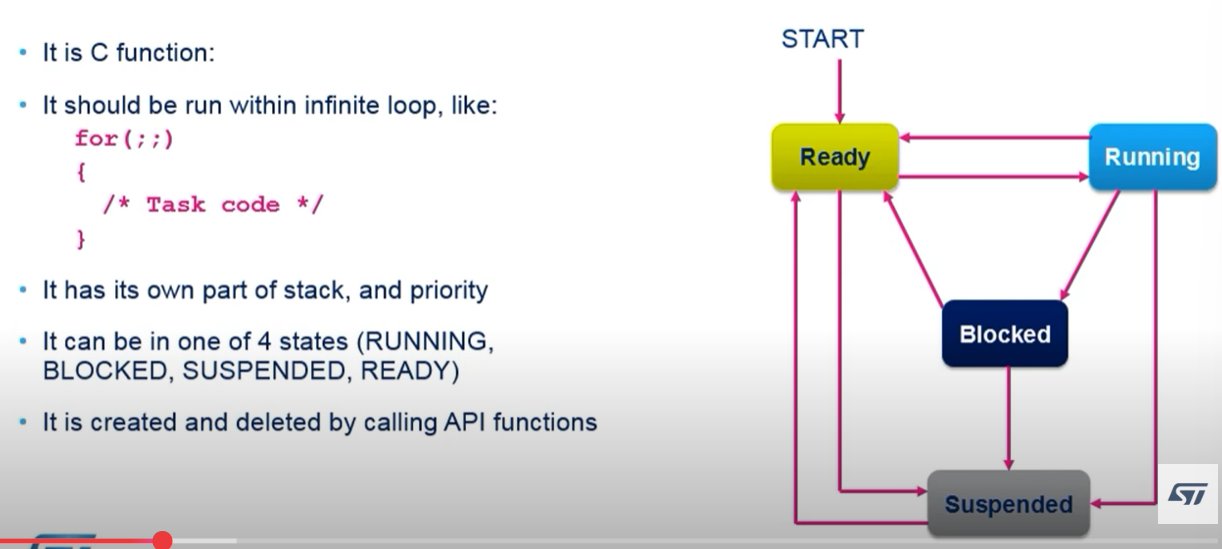 It is C function:
It should be run within infinite loop, like:
for(;;)
{
/* Task code */
}
It has its own part of stack, and priority
It can be in one of 4 states (RUNNING,
BLOCKED, SUSPENDED, READY)
It is created and deleted by calling API functions
START
Ready
Running
Blocked
Suspended
ST